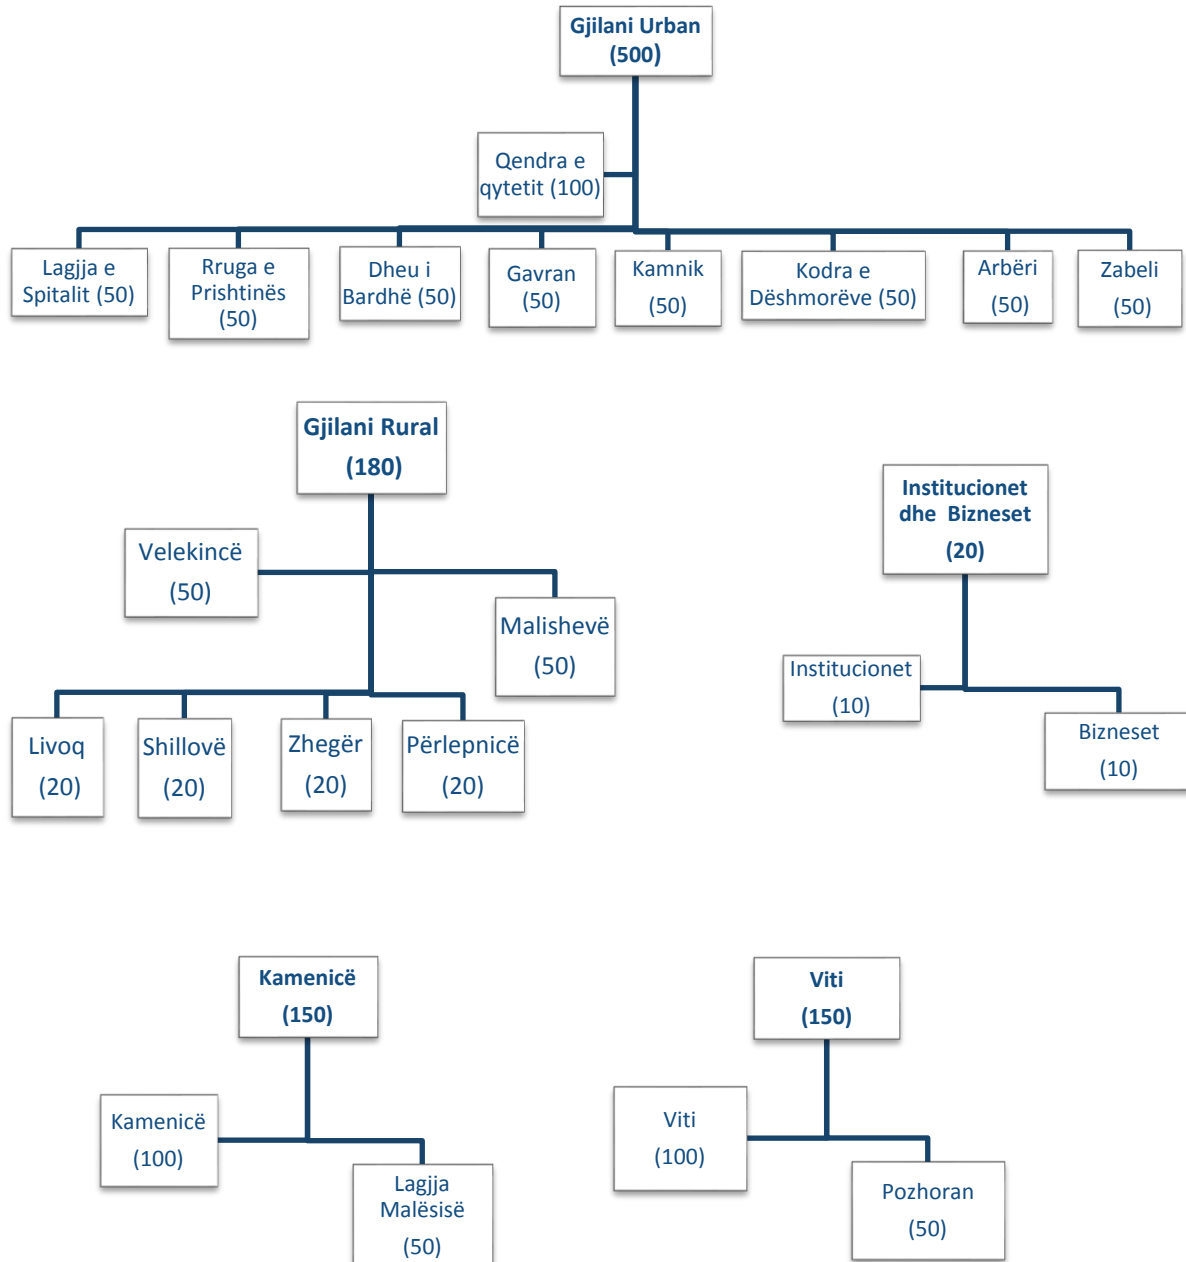 Gjilani Urban
(500)
Qendra e
qytetit (100)
Lagjja e
Spitalit (50)
Rruga e
Prishtinës
(50)
Dheu i
Bardhë (50)
Gavran
(50)
Kamnik
(50)
Kodra e
Dëshmorëve (50)
Arbëri
(50)
Zabeli
(50)
Gjilani Rural
(180)
Velekincë
(50)
Malishevë
(50)
Livoq
(20)
Shillovë
(20)
Zhegër
(20)
Përlepnicë
(20)
Institucionet
dhe Bizneset
(20)
Institucionet
(10)
Bizneset
(10)
Kamenicë
(150)
Kamenicë
(100)
Lagjja
Malësisë
(50)
Viti
(150)
Viti
(100)
Pozhoran
(50)